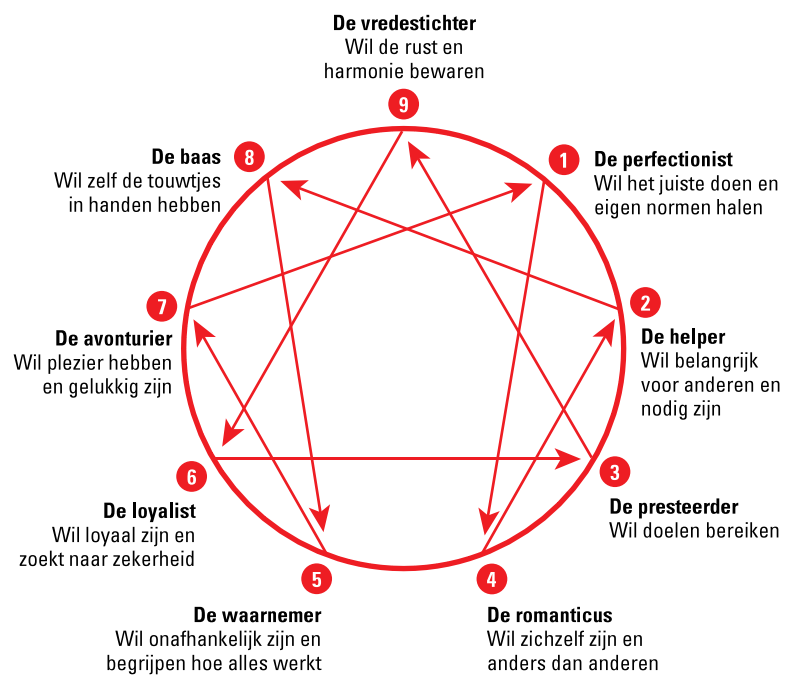 De vredestichter
Wil de rust en
harmonie bewaren
9
8
De baas
Wil zelf de touwtjes
in handen hebben
1
De perfectionist
Wil het juiste doen en
eigen normen halen
7
De avonturier
Wil plezier hebben
en gelukkig zijn
2
De helper
Wil belangrijk
voor anderen en
nodig zijn
6
De loyalist
Wil loyaal zijn en
zoekt naar zekerheid
3
De presteerder
Wil doelen bereiken
5
De waarnemer
Wil onafhankelijk zijn en
begrijpen hoe alles werkt
4
De romanticus
Wil zichzelf zijn en
anders dan anderen